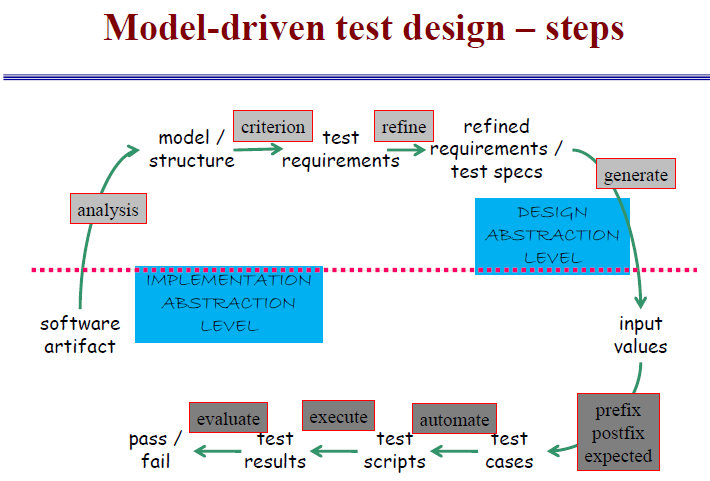 Model-driven test design – steps
model /
structure
criterion
test
requirements
refine
refined
requirements /
test specs
generate
analysis
DESIGN
ABSTRACTION
LEVEL
IMPLEMENTATION
ABSTRACTION
LEVEL
software
artifact
input
values
prefix
postfix
expected
test
cases
automate
test
scripts
execute
test
results
evaluate
pass /
fail